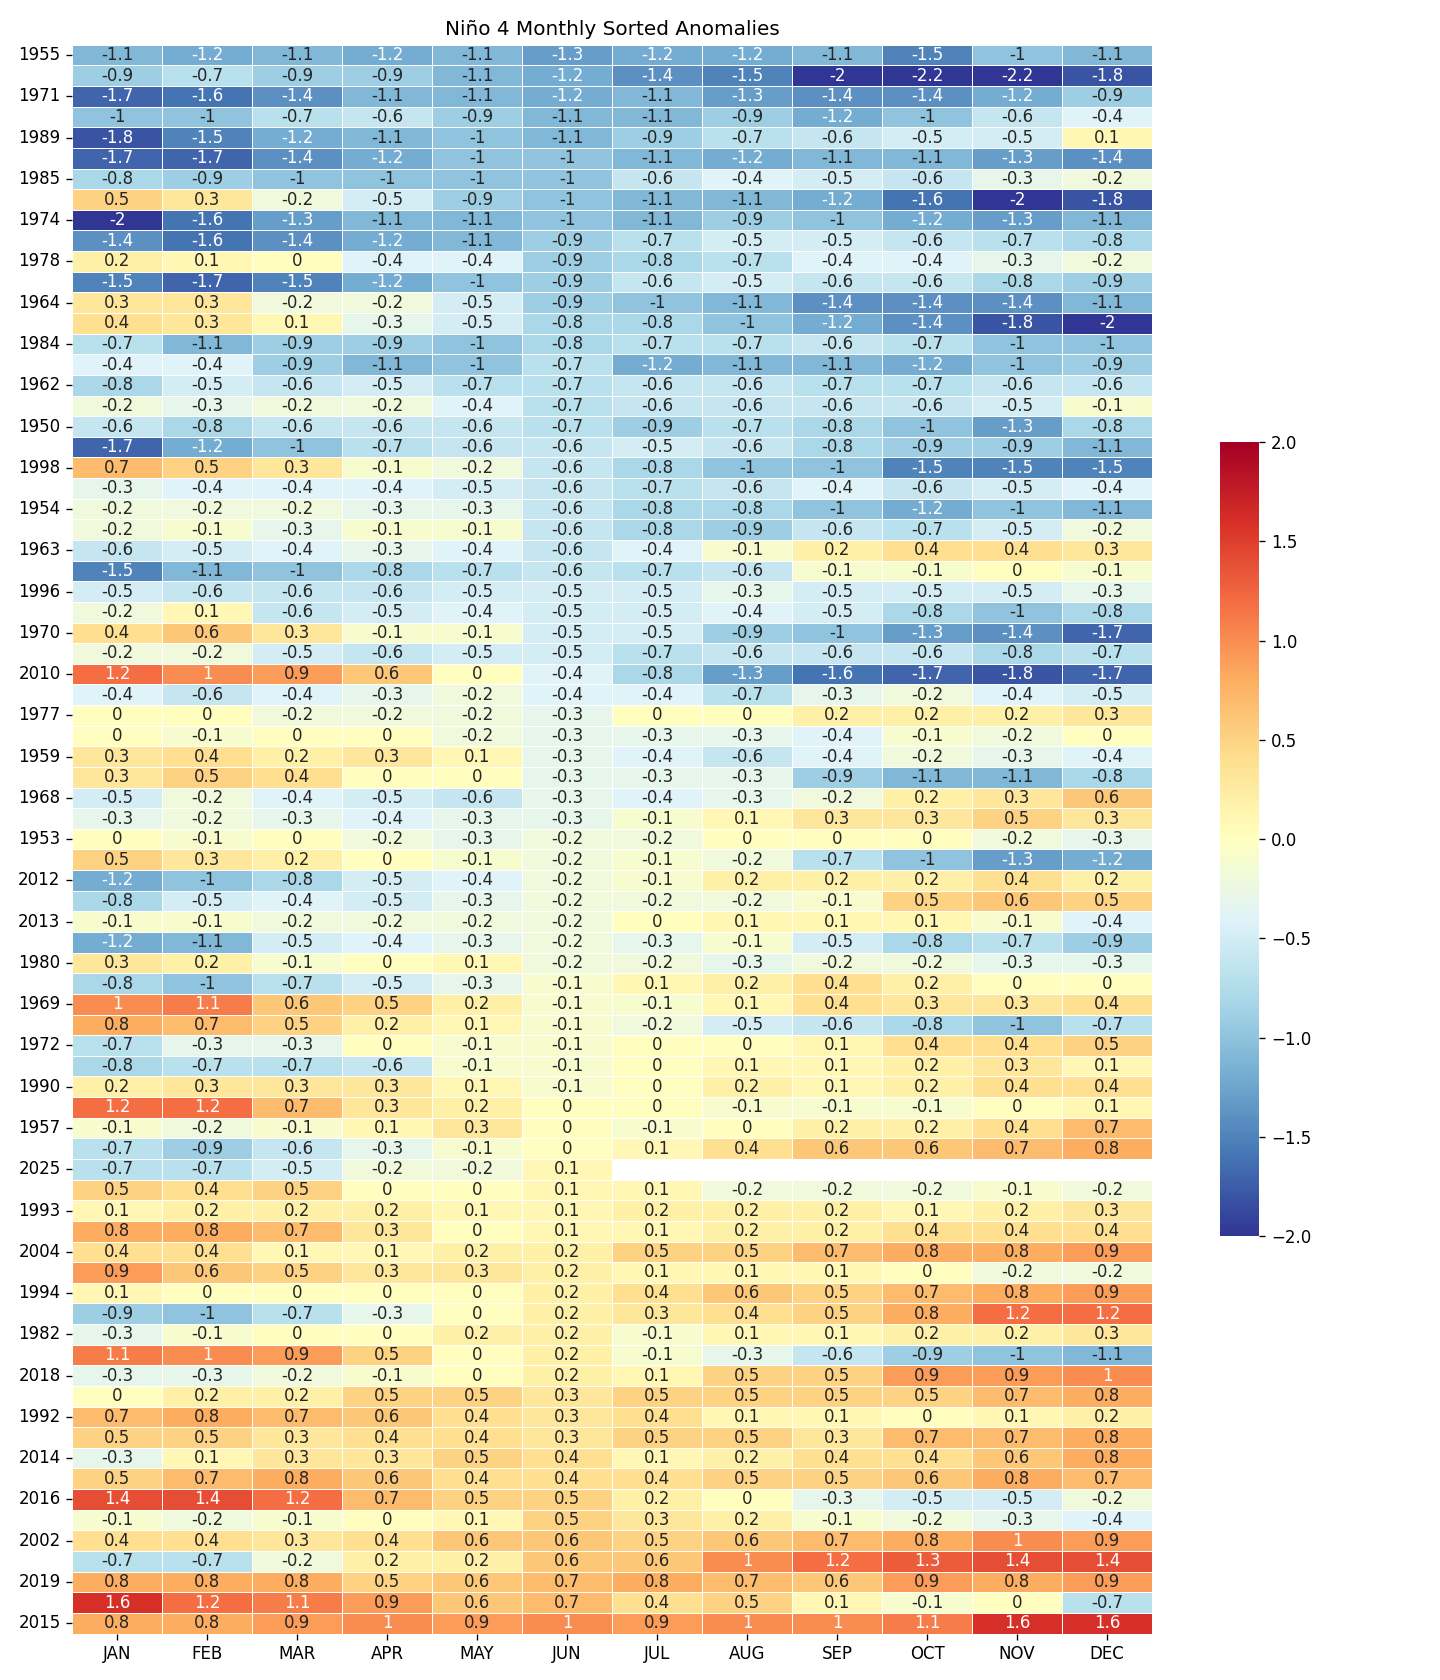 Niño 4 Monthly Sorted Anomalies
1955 -1.1 -1.2 -1.1 -1.2 -1.1 -1.3 -1.2 -1.2 -1.1 -1.5 -1 -1.1
-0.9 -0.7 -0.9 -0.9 -1.1 -1.2 -1.4 -1.5 -2 -2.2 -2.2 -1.8
1971 -1.7 -1.6 -1.4 -1.1 -1.1 -1.2 -1.1 -1.3 -1.4 -1.4 -1.2 -0.9
-1 -1 -0.7 -0.6 -0.9 -1.1 -1.1 -0.9 -1.2 -1 -0.6 -0.4
1989 -1.8 -1.5 -1.2 -1.1 -1 -1.1 -0.9 -0.7 -0.6 -0.5 -0.5 0.1
-1.7 -1.7 -1.4 -1.2 -1 -1 -1.1 -1.2 -1.1 -1.1 -1.3 -1.4
1985 -0.8 -0.9 -1 -1 -1 -1 -0.6 -0.4 -0.5 -0.6 -0.3 -0.2
0.5 0.3 -0.2 -0.5 -0.9 -1 -1.1 -1.1 -1.2 -1.6 -2 -1.8
1974 -2 -1.6 -1.3 -1.1 -1.1 -1 -1.1 -0.9 -1 -1.2 -1.3 -1.1
-1.4 -1.6 -1.4 -1.2 -1.1 -0.9 -0.7 -0.5 -0.5 -0.6 -0.7 -0.8
1978 0.2 0.1 0 -0.4 -0.4 -0.9 -0.8 -0.7 -0.4 -0.4 -0.3 -0.2
-1.5 -1.7 -1.5 -1.2 -1 -0.9 -0.6 -0.5 -0.6 -0.6 -0.8 -0.9
1964 0.3 0.3 -0.2 -0.2 -0.5 -0.9 -1 -1.1 -1.4 -1.4 -1.4 -1.1
0.4 0.3 0.1 -0.3 -0.5 -0.8 -0.8 -1 -1.2 -1.4 -1.8 -2
1984 -0.7 -1.1 -0.9 -0.9 -1 -0.8 -0.7 -0.7 -0.6 -0.7 -1 -1
-0.4 -0.4 -0.9 -1.1 -1 -0.7 -1.2 -1.1 -1.1 -1.2 -1 -0.9
1962 -0.8 -0.5 -0.6 -0.5 -0.7 -0.7 -0.6 -0.6 -0.7 -0.7 -0.6 -0.6
-0.2 -0.3 -0.2 -0.2 -0.4 -0.7 -0.6 -0.6 -0.6 -0.6 -0.5 -0.1
1950 -0.6 -0.8 -0.6 -0.6 -0.6 -0.7 -0.9 -0.7 -0.8 -1 -1.3 -0.8
-1.7 -1.2 -1 -0.7 -0.6 -0.6 -0.5 -0.6 -0.8 -0.9 -0.9 -1.1
1998 0.7 0.5 0.3 -0.1 -0.2 -0.6 -0.8 -1 -1 -1.5 -1.5 -1.5
-0.3 -0.4 -0.4 -0.4 -0.5 -0.6 -0.7 -0.6 -0.4 -0.6 -0.5 -0.4
1954 -0.2 -0.2 -0.2 -0.3 -0.3 -0.6 -0.8 -0.8 -1 -1.2 -1 -1.1
-0.2 -0.1 -0.3 -0.1 -0.1 -0.6 -0.8 -0.9 -0.6 -0.7 -0.5 -0.2
1963 -0.6 -0.5 -0.4 -0.3 -0.4 -0.6 -0.4 -0.1 0.2 0.4 0.4 0.3
-1.5 -1.1 -1 -0.8 -0.7 -0.6 -0.7 -0.6 -0.1 -0.1 0 -0.1
1996 -0.5 -0.6 -0.6 -0.6 -0.5 -0.5 -0.5 -0.3 -0.5 -0.5 -0.5 -0.3
-0.2 0.1 -0.6 -0.5 -0.4 -0.5 -0.5 -0.4 -0.5 -0.8 -1 -0.8
1970 0.4 0.6 0.3 -0.1 -0.1 -0.5 -0.5 -0.9 -1 -1.3 -1.4 -1.7
-0.2 -0.2 -0.5 -0.6 -0.5 -0.5 -0.7 -0.6 -0.6 -0.6 -0.8 -0.7
2010 1.2 1 0.9 0.6 0 -0.4 -0.8 -1.3 -1.6 -1.7 -1.8 -1.7
-0.4 -0.6 -0.4 -0.3 -0.2 -0.4 -0.4 -0.7 -0.3 -0.2 -0.4 -0.5
1977 0 0 -0.2 -0.2 -0.2 -0.3 0 0 0.2 0.2 0.2 0.3
0 -0.1 0 0 -0.2 -0.3 -0.3 -0.3 -0.4 -0.1 -0.2 0
1959 0.3 0.4 0.2 0.3 0.1 -0.3 -0.4 -0.6 -0.4 -0.2 -0.3 -0.4
0.3 0.5 0.4 0 0 -0.3 -0.3 -0.3 -0.9 -1.1 -1.1 -0.8
1968 -0.5 -0.2 -0.4 -0.5 -0.6 -0.3 -0.4 -0.3 -0.2 0.2 0.3 0.6
-0.3 -0.2 -0.3 -0.4 -0.3 -0.3 -0.1 0.1 0.3 0.3 0.5 0.3
1953 0 -0.1 0 -0.2 -0.3 -0.2 -0.2 0 0 0 -0.2 -0.3
0.5 0.3 0.2 0 -0.1 -0.2 -0.1 -0.2 -0.7 -1 -1.3 -1.2
2012 -1.2 -1 -0.8 -0.5 -0.4 -0.2 -0.1 0.2 0.2 0.2 0.4 0.2
-0.8 -0.5 -0.4 -0.5 -0.3 -0.2 -0.2 -0.2 -0.1 0.5 0.6 0.5
2013 -0.1 -0.1 -0.2 -0.2 -0.2 -0.2 0 0.1 0.1 0.1 -0.1 -0.4
-1.2 -1.1 -0.5 -0.4 -0.3 -0.2 -0.3 -0.1 -0.5 -0.8 -0.7 -0.9
1980 0.3 0.2 -0.1 0 0.1 -0.2 -0.2 -0.3 -0.2 -0.2 -0.3 -0.3
-0.8 -1 -0.7 -0.5 -0.3 -0.1 0.1 0.2 0.4 0.2 0 0
1969 1 1.1 0.6 0.5 0.2 -0.1 -0.1 0.1 0.4 0.3 0.3 0.4
0.8 0.7 0.5 0.2 0.1 -0.1 -0.2 -0.5 -0.6 -0.8 -1 -0.7
1972 -0.7 -0.3 -0.3 0 -0.1 -0.1 0 0 0.1 0.4 0.4 0.5
-0.8 -0.7 -0.7 -0.6 -0.1 -0.1 0 0.1 0.1 0.2 0.3 0.1
1990 0.2 0.3 0.3 0.3 0.1 -0.1 0 0.2 0.1 0.2 0.4 0.4
1.2 1.2 0.7 0.3 0.2 0 0 -0.1 -0.1 -0.1 0 0.1
1957 -0.1 -0.2 -0.1 0.1 0.3 0 -0.1 0 0.2 0.2 0.4 0.7
-0.7 -0.9 -0.6 -0.3 -0.1 0 0.1 0.4 0.6 0.6 0.7 0.8
2025 -0.7 -0.7 -0.5 -0.2 -0.2 0.1
0.5 0.4 0.5 0 0 0.1 0.1 -0.2 -0.2 -0.2 -0.1 -0.2
1993 0.1 0.2 0.2 0.2 0.1 0.1 0.2 0.2 0.2 0.1 0.2 0.3
0.8 0.8 0.7 0.3 0 0.1 0.1 0.2 0.2 0.4 0.4 0.4
2004 0.4 0.4 0.1 0.1 0.2 0.2 0.5 0.5 0.7 0.8 0.8 0.9
0.9 0.6 0.5 0.3 0.3 0.2 0.1 0.1 0.1 0 -0.2 -0.2
1994 0.1 0 0 0 0 0.2 0.4 0.6 0.5 0.7 0.8 0.9
-0.9 -1 -0.7 -0.3 0 0.2 0.3 0.4 0.5 0.8 1.2 1.2
1982 -0.3 -0.1 0 0 0.2 0.2 -0.1 0.1 0.1 0.2 0.2 0.3
1.1 1 0.9 0.5 0 0.2 -0.1 -0.3 -0.6 -0.9 -1 -1.1
2018 -0.3 -0.3 -0.2 -0.1 0 0.2 0.1 0.5 0.5 0.9 0.9 1
0 0.2 0.2 0.5 0.5 0.3 0.5 0.5 0.5 0.5 0.7 0.8
1992 0.7 0.8 0.7 0.6 0.4 0.3 0.4 0.1 0.1 0 0.1 0.2
0.5 0.5 0.3 0.4 0.4 0.3 0.5 0.5 0.3 0.7 0.7 0.8
2014 -0.3 0.1 0.3 0.3 0.5 0.4 0.1 0.2 0.4 0.4 0.6 0.8
0.5 0.7 0.8 0.6 0.4 0.4 0.4 0.5 0.5 0.6 0.8 0.7
2016 1.4 1.4 1.2 0.7 0.5 0.5 0.2 0 -0.3 -0.5 -0.5 -0.2
-0.1 -0.2 -0.1 0 0.1 0.5 0.3 0.2 -0.1 -0.2 -0.3 -0.4
2002 0.4 0.4 0.3 0.4 0.6 0.6 0.5 0.6 0.7 0.8 1 0.9
-0.7 -0.7 -0.2 0.2 0.2 0.6 0.6 1 1.2 1.3 1.4 1.4
2019 0.8 0.8 0.8 0.5 0.6 0.7 0.8 0.7 0.6 0.9 0.8 0.9
1.6 1.2 1.1 0.9 0.6 0.7 0.4 0.5 0.1 -0.1 0 -0.7
2015 0.8 0.8 0.9 1 0.9 1 0.9 1 1 1.1 1.6 1.6
JAN FEB MAR APR MAY JUN JUL AUG SEP OCT NOV DEC
2.0
1.5
1.0
0.5
0.0
−0.5
−1.0
−1.5
−2.0